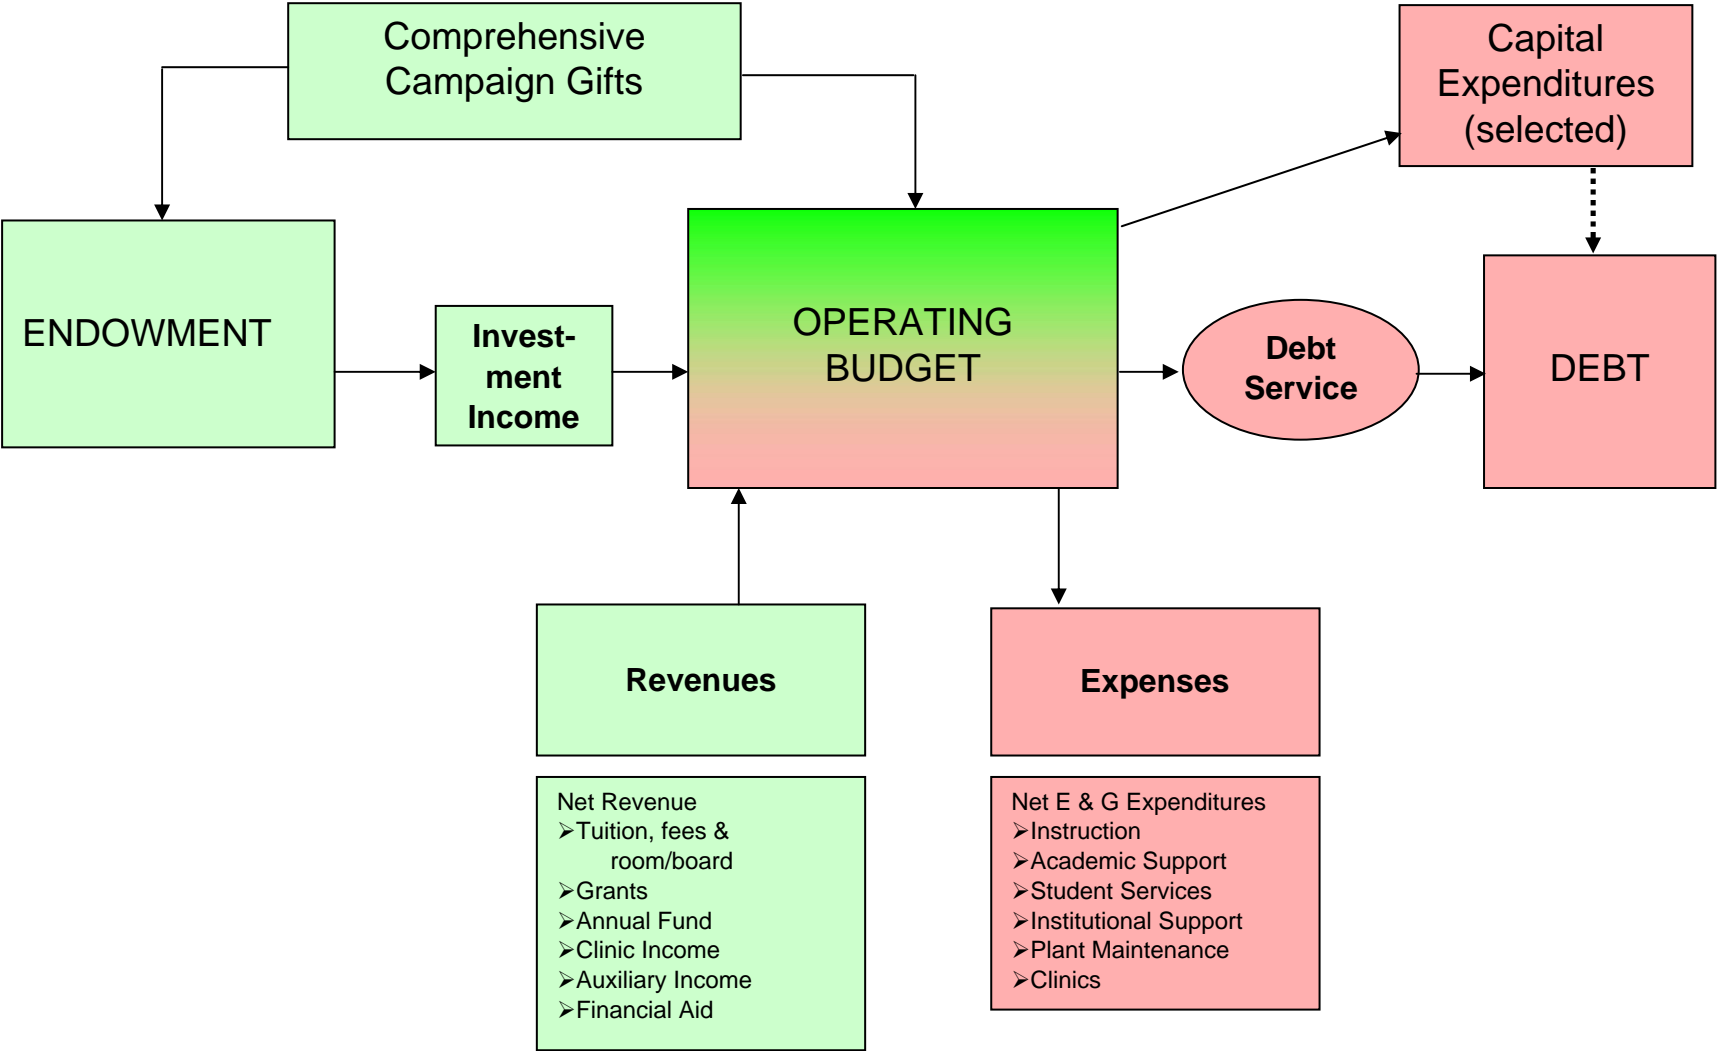 Comprehensive
Campaign Gifts
Capital
Expenditures
(selected)
ENDOWMENT
Invest-
ment
Income
OPERATING
BUDGET
Debt
Service
DEBT
Revenues
Expenses
Net Revenue
➢Tuition, fees &
room/board
➢Grants
➢Annual Fund
➢Clinic Income
➢Auxiliary Income
➢Financial Aid
Net E & G Expenditures
➢Instruction
➢Academic Support
➢Student Services
➢Institutional Support
➢Plant Maintenance
➢Clinics